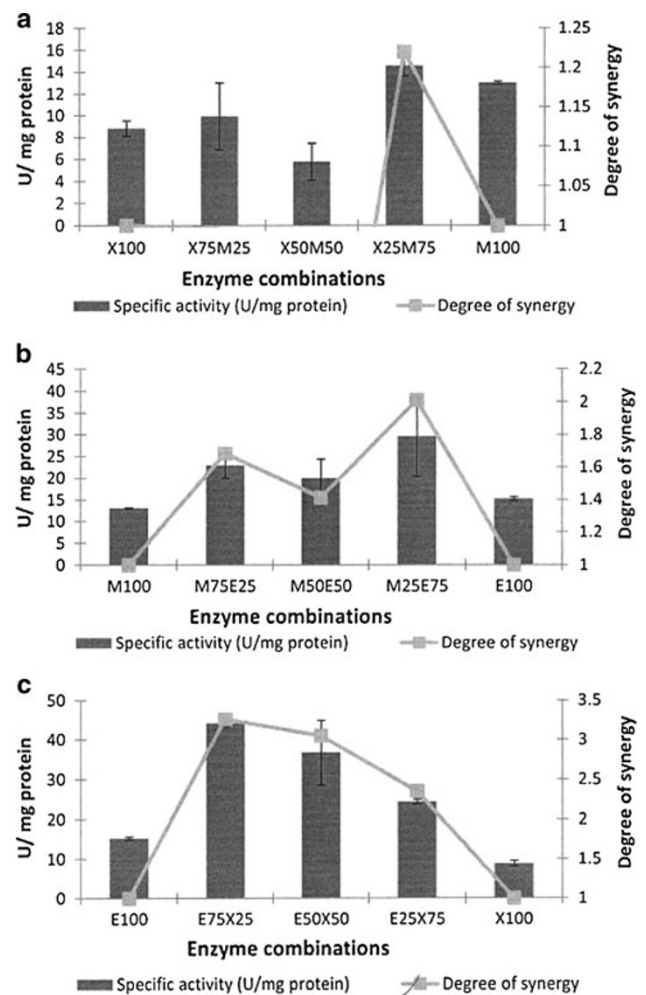 a
18
16
14
12
10
8
6
4
2
0
U/ mg protein
1.25
1.2
1.15
1.1
1.05
1
Degree of synergy
X100 X75M25 X50M50 X25M75 M100
Enzyme combinations
Specific activity (U/mg protein) Degree of synergy
b
45
40
35
30
25
20
15
10
5
0
U/ mg protein
2.2
2
1.8
1.6
1.4
1.2
1
Degree of synergy
M100 M75E25 M50E50 M25E75 E100
Enzyme combinations
Specific activity (U/mg protein) Degree of synergy
c
50
40
30
20
10
0
U/ mg protein
3.5
3
2.5
2
1.5
1
Degree of synergy
E100 E75X25 E50X50 E25X75 X100
Enzyme combinations
Specific activity (U/mg protein) Degree of synergy